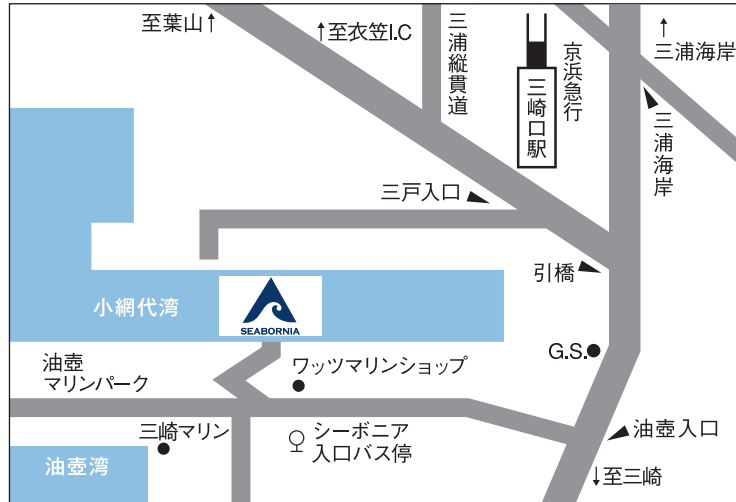 至葉山↑
↑至衣笠I.C
三浦縦貫道
京浜急行
三崎口駅
↑
三浦海岸
三浦海岸
三戸入口
引橋
小網代湾
SEABORNIA
G.S.
油壺
マリンパーク
ワッツマリンショップ
三崎マリン
シーボニア
入口バス停
油壺入口
油壺湾
↓至三崎